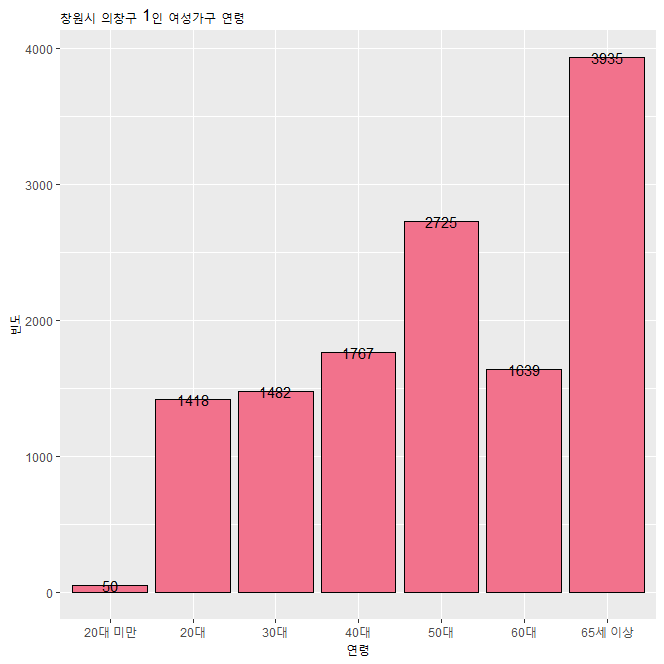 창원시 의창구 1인 여성가구 연령
4000
3000
2000
1000
0
빈도
50
1418
1482
1767
2725
1639
3935
20대 미만
20대
30대
40대
50대
60대
65세 이상
연령